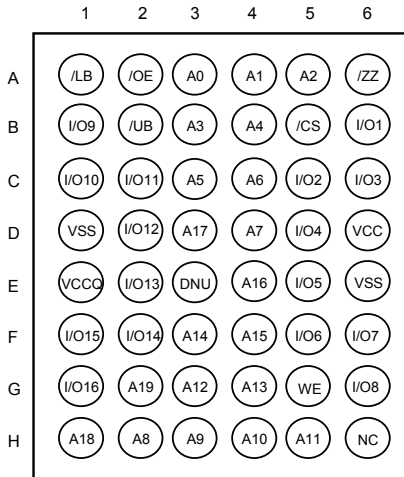 1 2 3 4 5 6
A /LB /OE A0 A1 A2 /ZZ
B I/O9 /UB A3 A4 /CS I/O1
C I/O10 I/O11 A5 A6 I/O2 I/O3
D VSS I/O12 A17 A7 I/O4 VCC
E VCCQ I/O13 DNU A16 I/O5 VSS
F I/O15 I/O14 A14 A15 I/O6 I/O7
G I/O16 A19 A12 A13 WE I/O8
H A18 A8 A9 A10 A11 NC